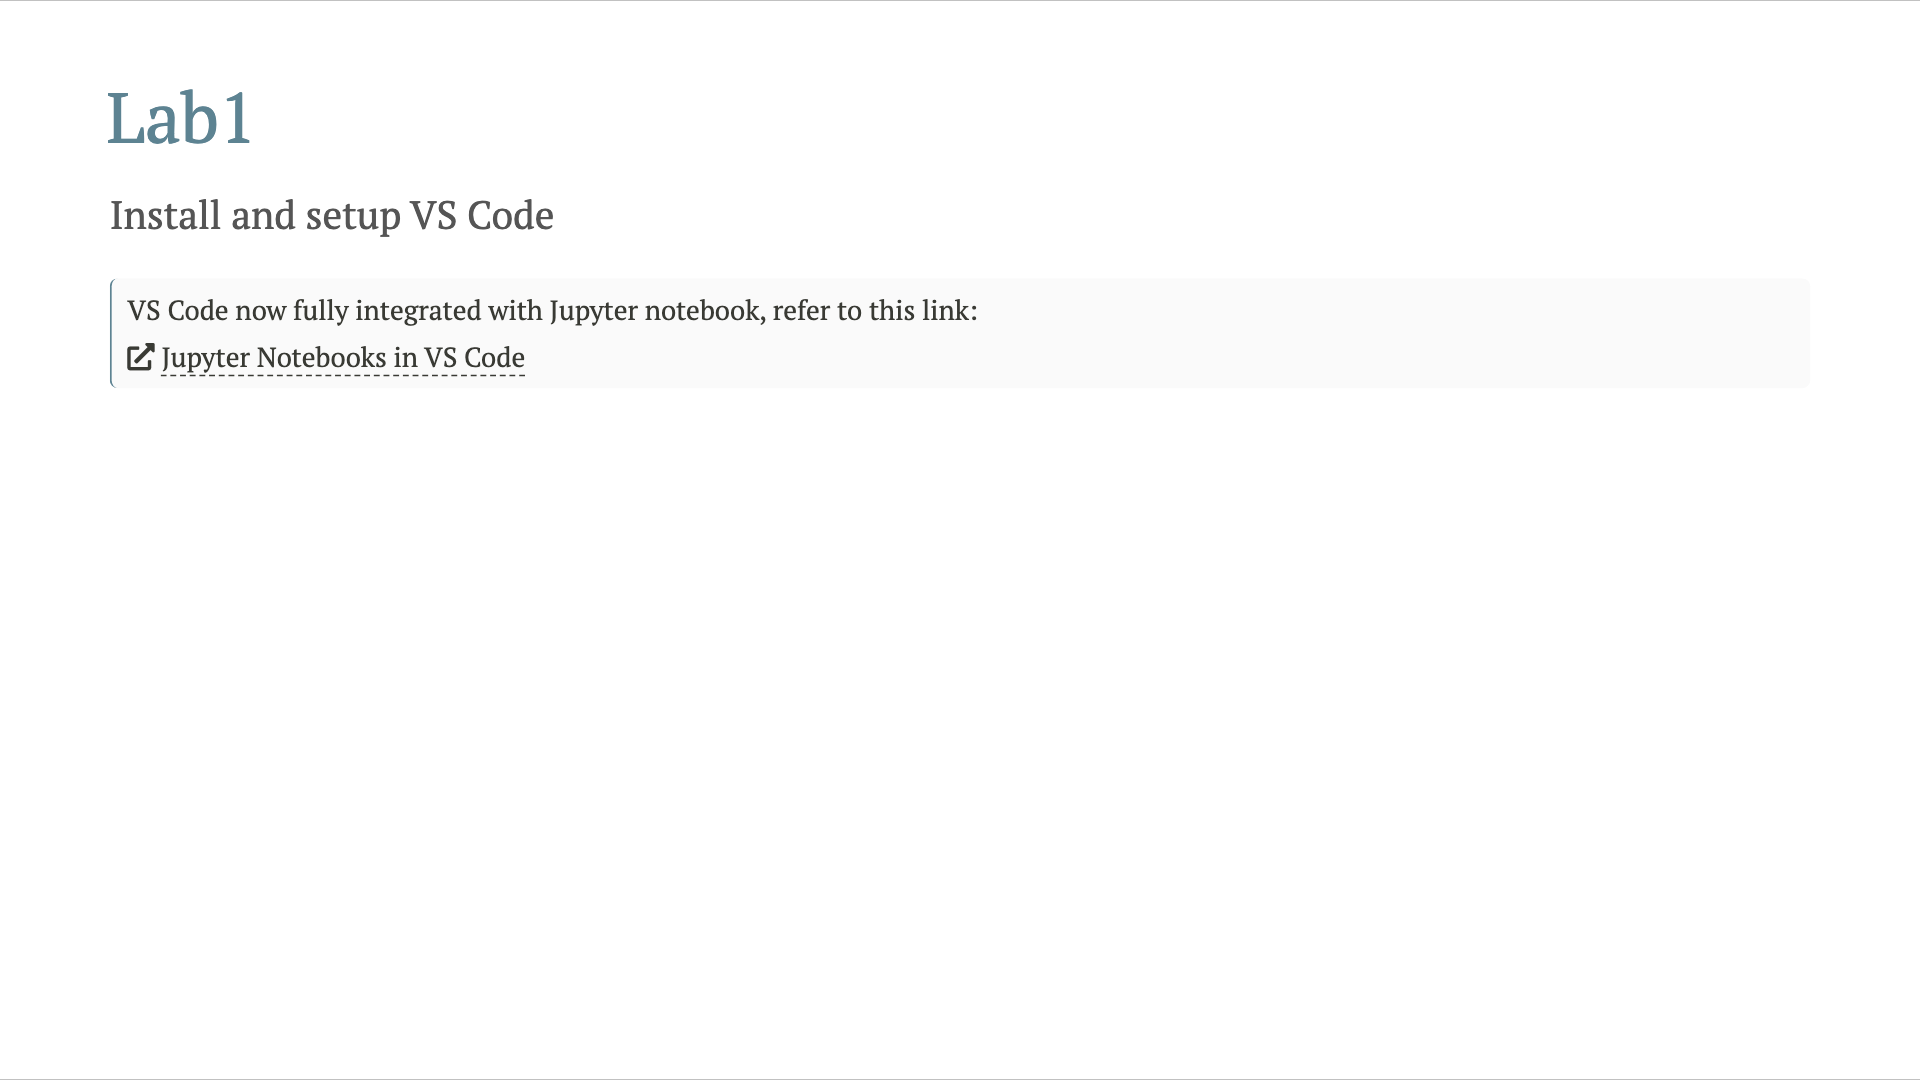 Lab1
Install and setup VS Code
VS Code now fully integrated with Jupyter notebook, refer to this link:
Jupyter Notebooks in VS Code